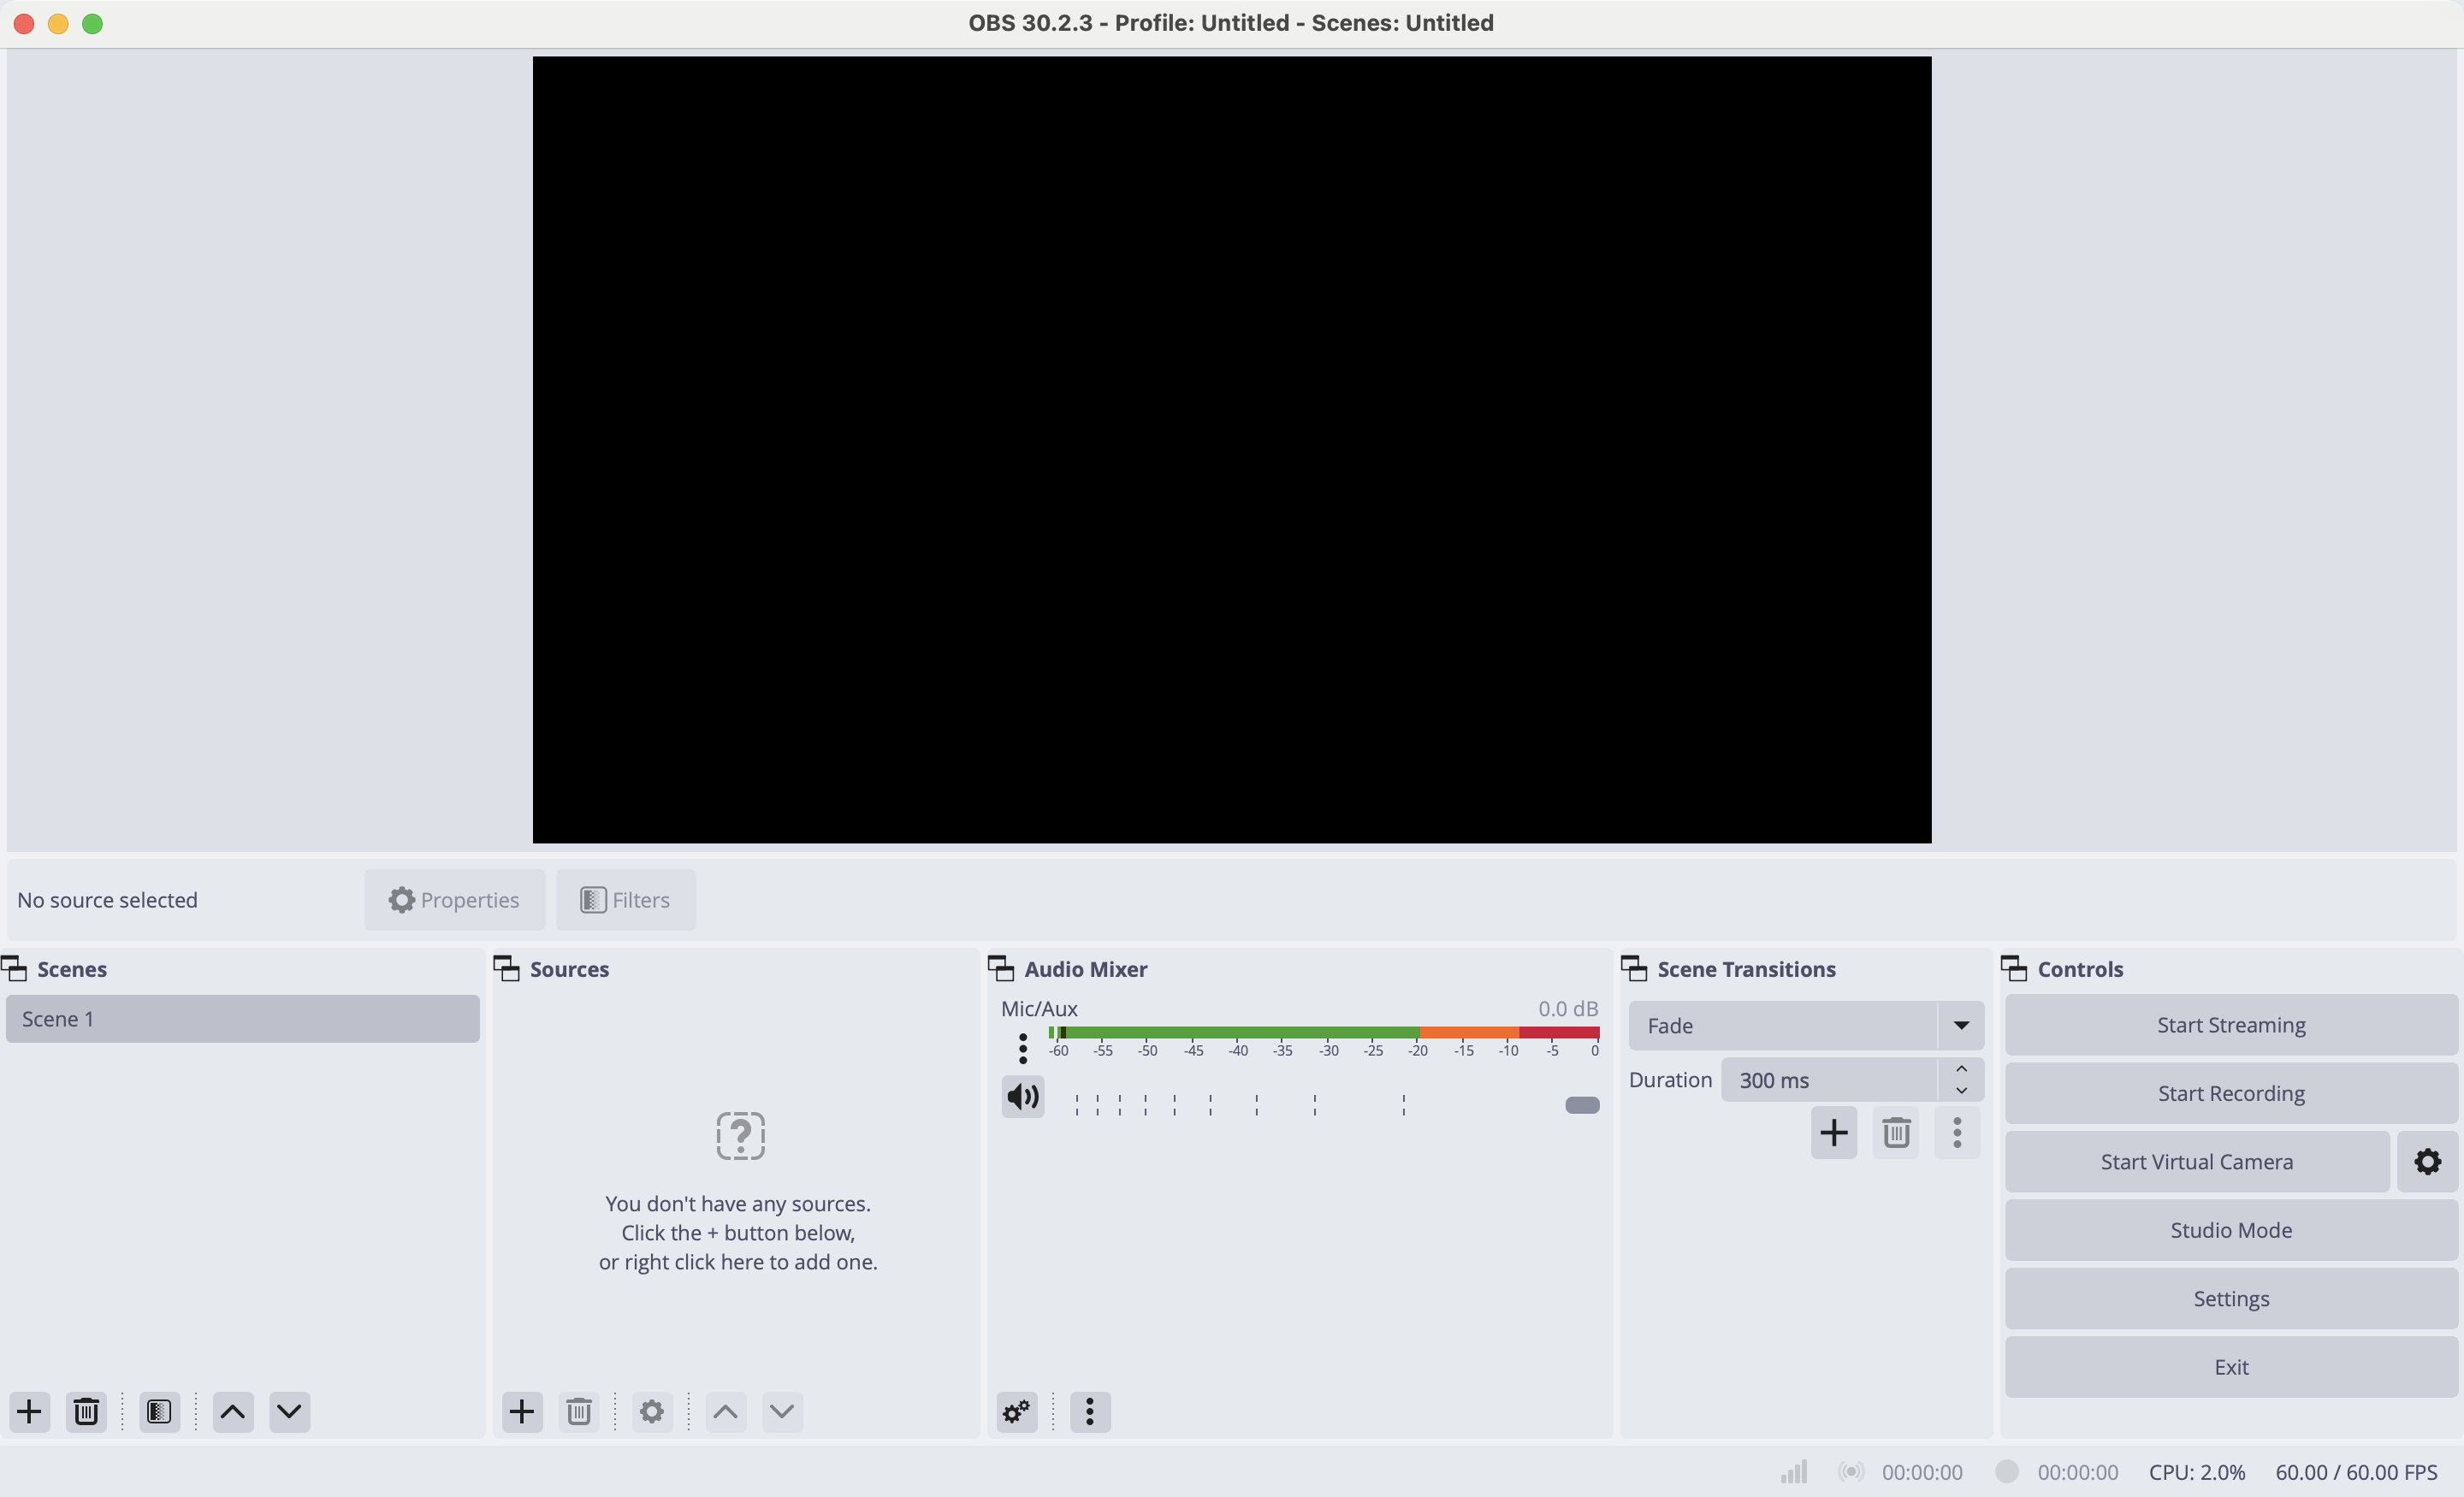 OBS 30.2.3 - Profile: Untitled - Scenes: Untitled
No source selected
Properties
Filters
Scenes
Scene 1
Sources
?
You don't have any sources.
Click the + button below,
or right click here to add one.
Audio Mixer
Mic/Aux 0.0 dB
-60 -55 -50 -45 -40 -35 -30 -25 -20 -15 -10 -5 0
Scene Transitions
Fade
Duration 300 ms
Controls
Start Streaming
Start Recording
Start Virtual Camera
Studio Mode
Settings
Exit
00:00:00 00:00:00 CPU: 2.0% 60.00 / 60.00 FPS